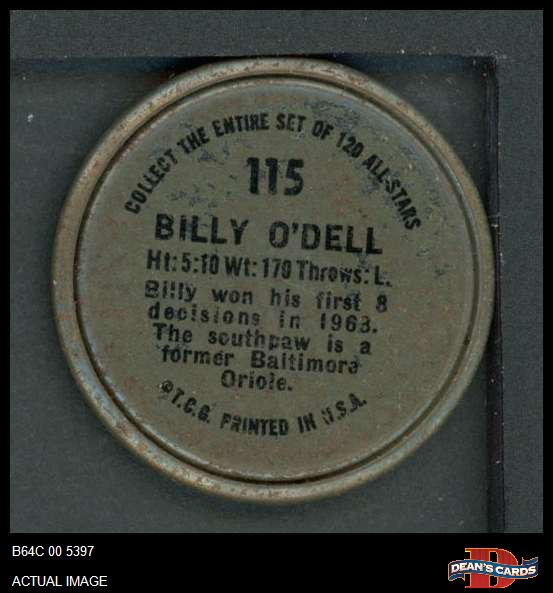 COLLECT THE ENTIRE SET OF 120 ALL-STARS
115
BILLY O'DELL
Ht: 5:10 Wt: 170 Throws: L.
Billy won his first 8
decisions in 1963.
The southpaw is a
former Baltimore
Oriole.
©T.C.G. PRINTED IN U.S.A.
B64C 00 5397
ACTUAL IMAGE
DEAN'S CARDS